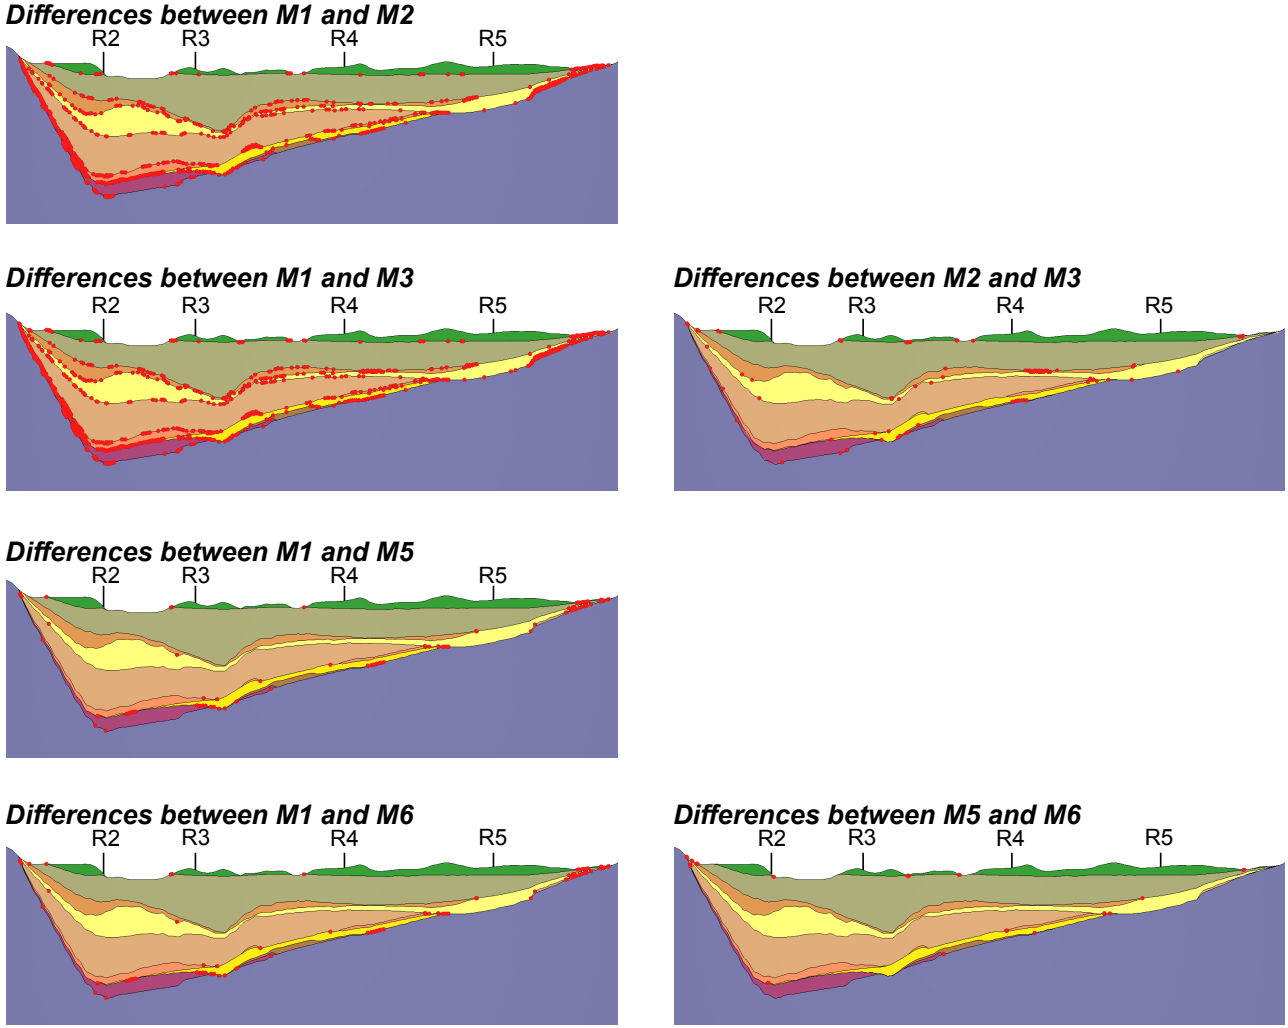 Differences between M1 and M2
R2 R3 R4 R5
Differences between M1 and M3
R2 R3 R4 R5
Differences between M2 and M3
R2 R3 R4 R5
Differences between M1 and M5
R2 R3 R4 R5
Differences between M1 and M6
R2 R3 R4 R5
Differences between M5 and M6
R2 R3 R4 R5